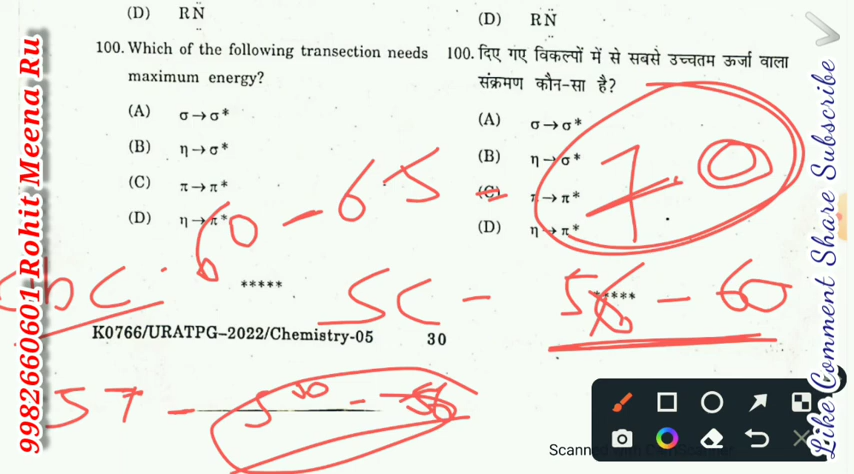 (D) RN̈
100. Which of the following transection needs
maximum energy?
(A) σ→σ*
(B) η→σ*
(C) π→π*
(D) η→π*
*****
K0766/URATPG–2022/Chemistry-05 30
(D) RN̈
100. दिए गए विकल्पों में से सबसे उच्चतम ऊर्जा वाला
संक्रमण कौन-सा है?
(A) σ→σ*
(B) η→σ*
(C) π→π*
(D) η→π*
*****
60 – 65 – 70
SC – 56 – 60
57 –
9982660601-Rohit Meena Ru
Like Comment Share Subscribe